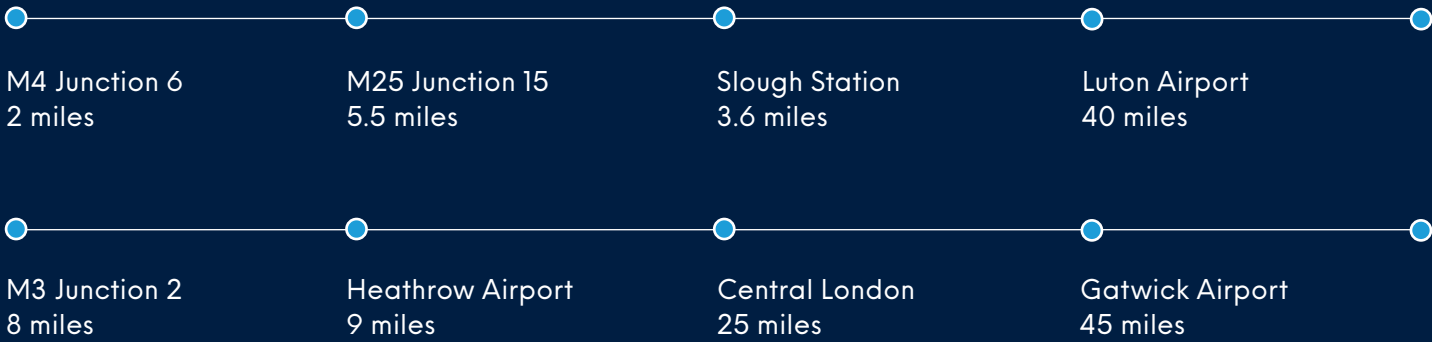 M4 Junction 6
2 miles
M25 Junction 15
5.5 miles
Slough Station
3.6 miles
Luton Airport
40 miles
M3 Junction 2
8 miles
Heathrow Airport
9 miles
Central London
25 miles
Gatwick Airport
45 miles